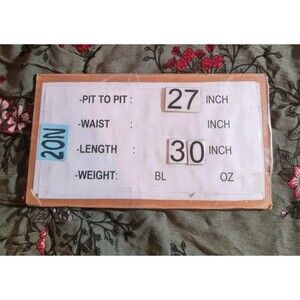 -PIT TO PIT : 27 INCH
-WAIST : INCH
-LENGTH : 30 INCH
-WEIGHT: BL OZ
20N